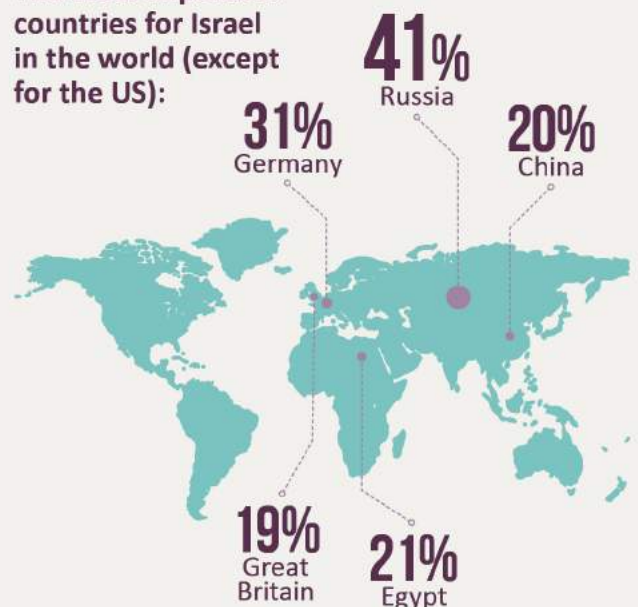 countries for Israel
in the world (except
for the US):
41%
Russia
31%
Germany
20%
China
19%
Great
Britain
21%
Egypt